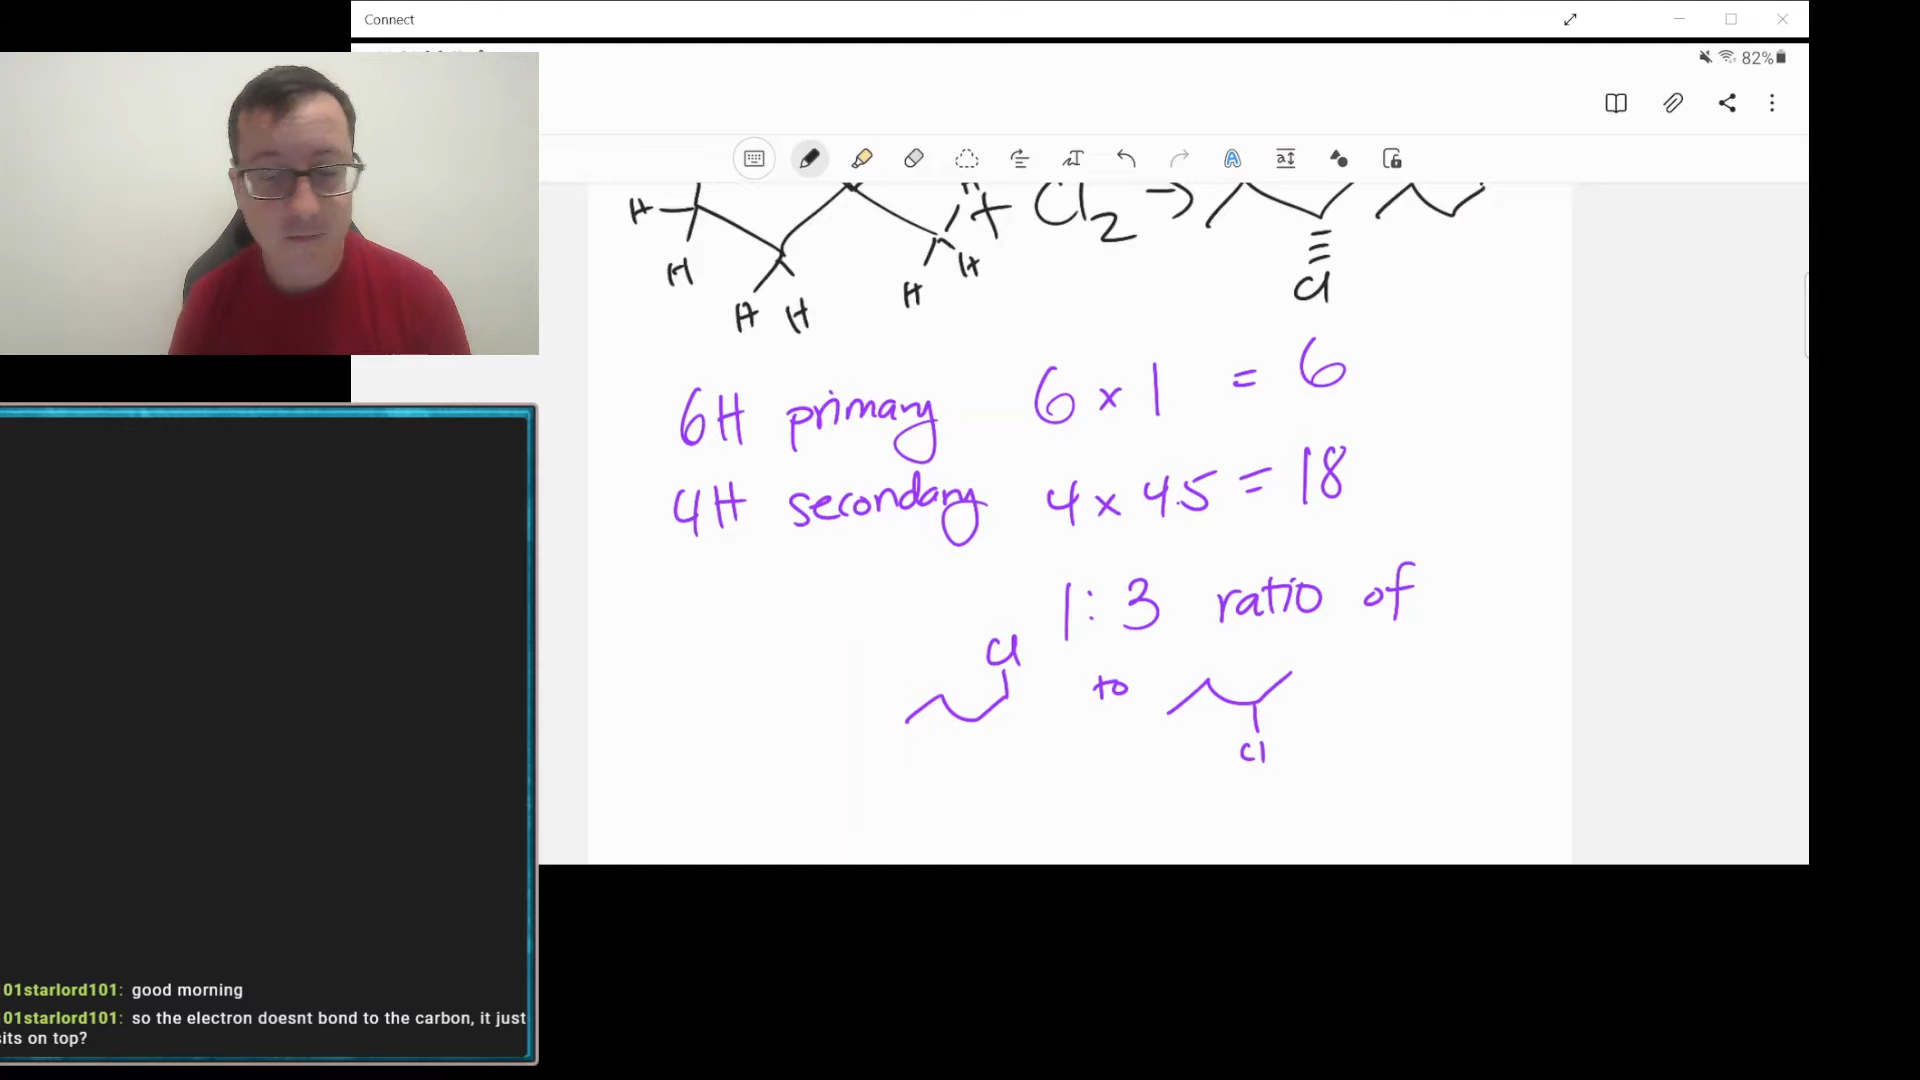 Connect
82%
H + Cl2 →
H H H
H H Cl
6H primary 6 x 1 = 6
4H secondary 4 x 4.5 = 18
1:3 ratio of
Cl
to
Cl
01starlord101: good morning
01starlord101: so the electron doesnt bond to the carbon, it just
sits on top?